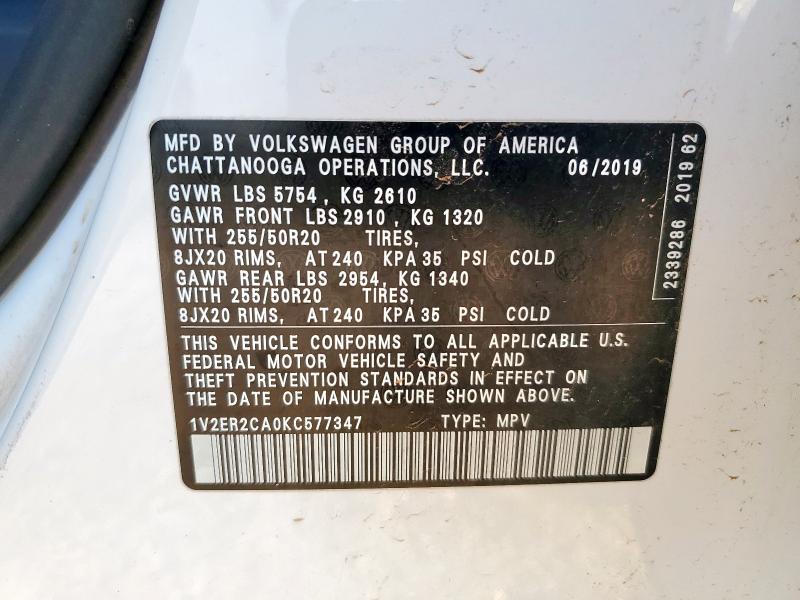 MFD BY VOLKSWAGEN GROUP OF AMERICA
CHATTANOOGA OPERATIONS, LLC. 06/2019
GVWR LBS 5754 , KG 2610
GAWR FRONT LBS 2910 , KG 1320
WITH 255/50R20 TIRES,
8JX20 RIMS, AT 240 KPA 35 PSI COLD
GAWR REAR LBS 2954, KG 1340
WITH 255/50R20 TIRES,
8JX20 RIMS, AT 240 KPA 35 PSI COLD
THIS VEHICLE CONFORMS TO ALL APPLICABLE U.S.
FEDERAL MOTOR VEHICLE SAFETY AND
THEFT PREVENTION STANDARDS IN EFFECT ON
THE DATE OF MANUFACTURE SHOWN ABOVE.
1V2ER2CA0KC577347 TYPE: MPV
2339286 2019 62